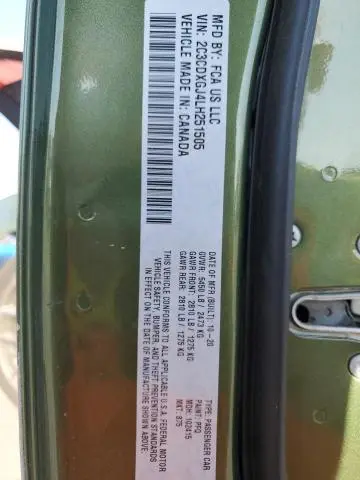 MFD BY: FCA US LLC
VIN: 2C3CDXGJ4LH251505
VEHICLE MADE IN: CANADA
DATE OF MFR/(BUILT): 10 - 20
GVWR: 5450 LB / 2473 KG
GAWR FRONT: 2810 LB / 1275 KG
GAWR REAR: 2810 LB / 1275 KG
THIS VEHICLE CONFORMS TO ALL APPLICABLE U.S.A. FEDERAL MOTOR
VEHICLE SAFETY, BUMPER, AND THEFT PREVENTION STANDARDS
IN EFFECT ON THE DATE OF MANUFACTURE SHOWN ABOVE:
TYPE: PASSENGER CAR
PAINT: PFQ
MDH: 102415
MKT: 975